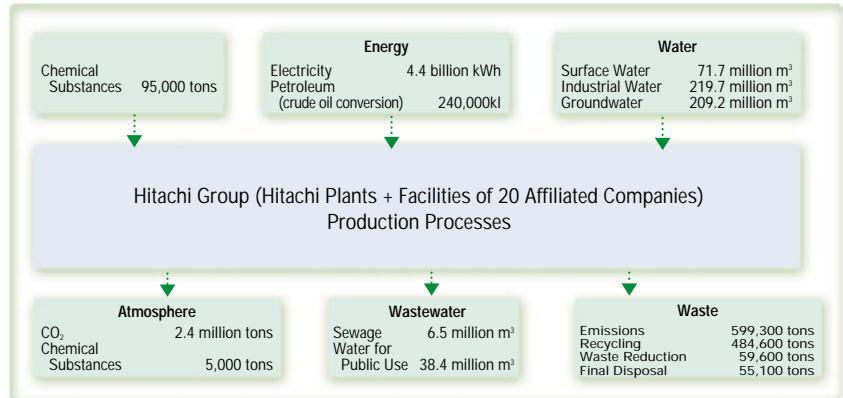 Chemical
Substances 95,000 tons
Energy
Electricity 4.4 billion kWh
Petroleum
(crude oil conversion) 240,000kl
Water
Surface Water 71.7 million m³
Industrial Water 219.7 million m³
Groundwater 209.2 million m³
Hitachi Group (Hitachi Plants + Facilities of 20 Affiliated Companies)
Production Processes
Atmosphere
CO₂ 2.4 million tons
Chemical
Substances 5,000 tons
Wastewater
Sewage 6.5 million m³
Water for
Public Use 38.4 million m³
Waste
Emissions 599,300 tons
Recycling 484,600 tons
Waste Reduction 59,600 tons
Final Disposal 55,100 tons